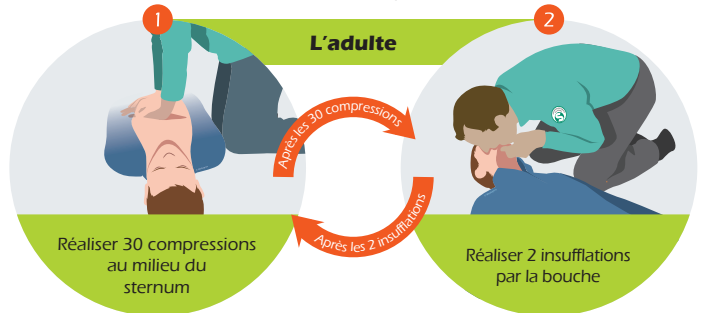 1
2
L'adulte
Après les 30 compressions
Après les 2 insufflations
Réaliser 30 compressions
au milieu du
sternum
Réaliser 2 insufflations
par la bouche